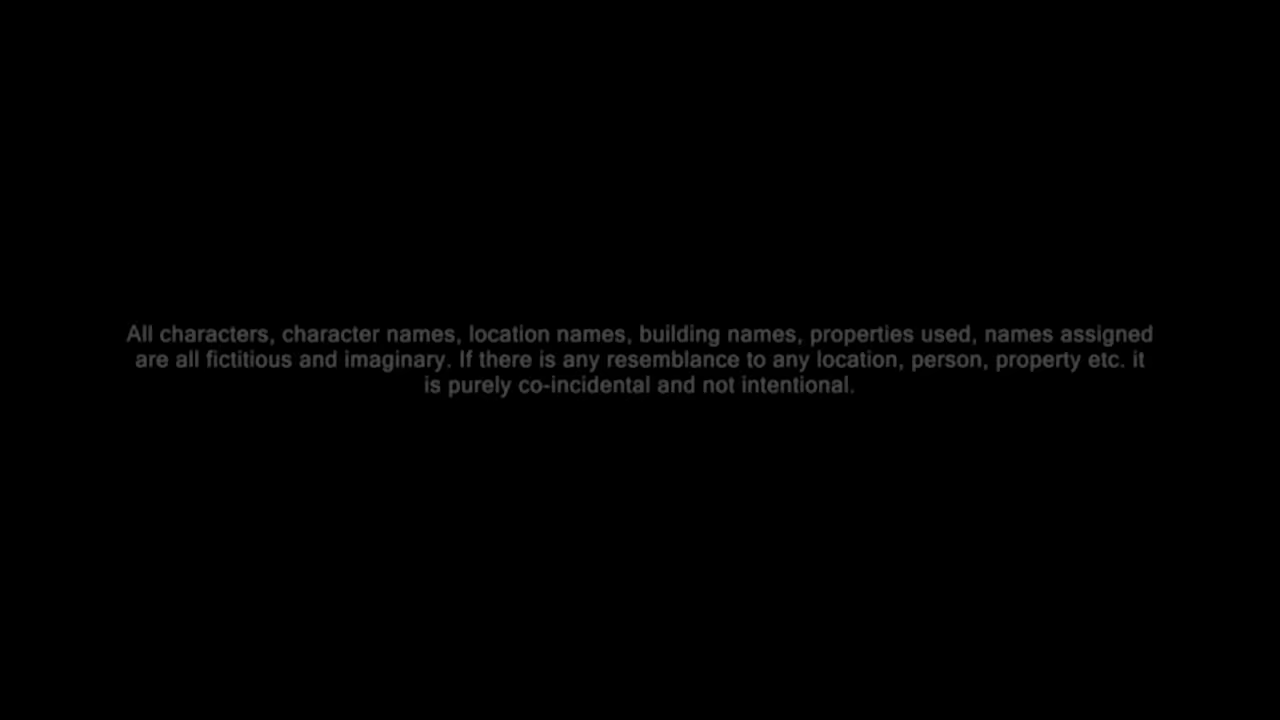 All characters, character names, location names, building names, properties used, names assigned
are all fictitious and imaginary. If there is any resemblance to any location, person, property etc. it
is purely co-incidental and not intentional.